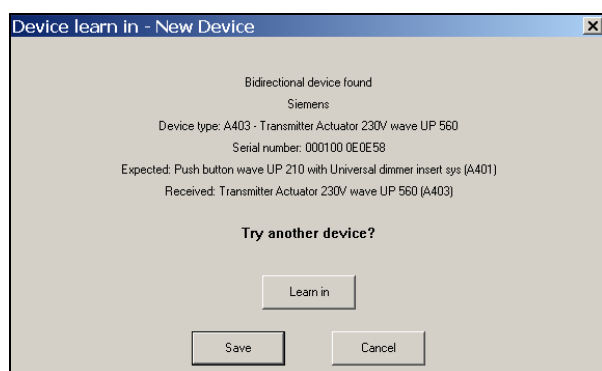 Device learn in - New Device
Bidirectional device found
Siemens
Device type: A403 - Transmitter Actuator 230V wave UP 560
Serial number: 000100 0E0E58
Expected: Push button wave UP 210 with Universal dimmer insert sys (A401)
Received: Transmitter Actuator 230V wave UP 560 (A403)
Try another device?
Learn in
Save
Cancel